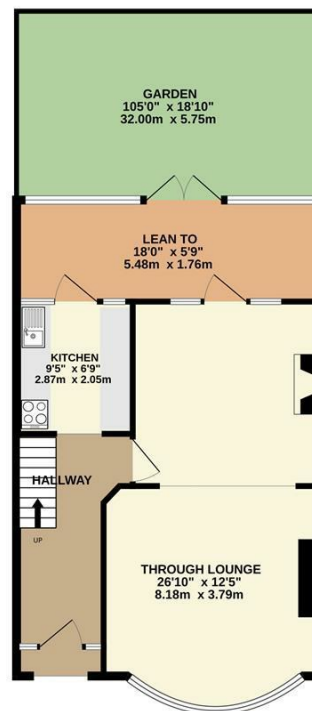 GARDEN
105'0" x 18'10"
32.00m x 5.75m
LEAN TO
18'0" x 5'9"
5.48m x 1.76m
KITCHEN
9'5" x 6'9"
2.87m x 2.05m
HALLWAY
UP
THROUGH LOUNGE
26'10" x 12'5"
8.18m x 3.79m